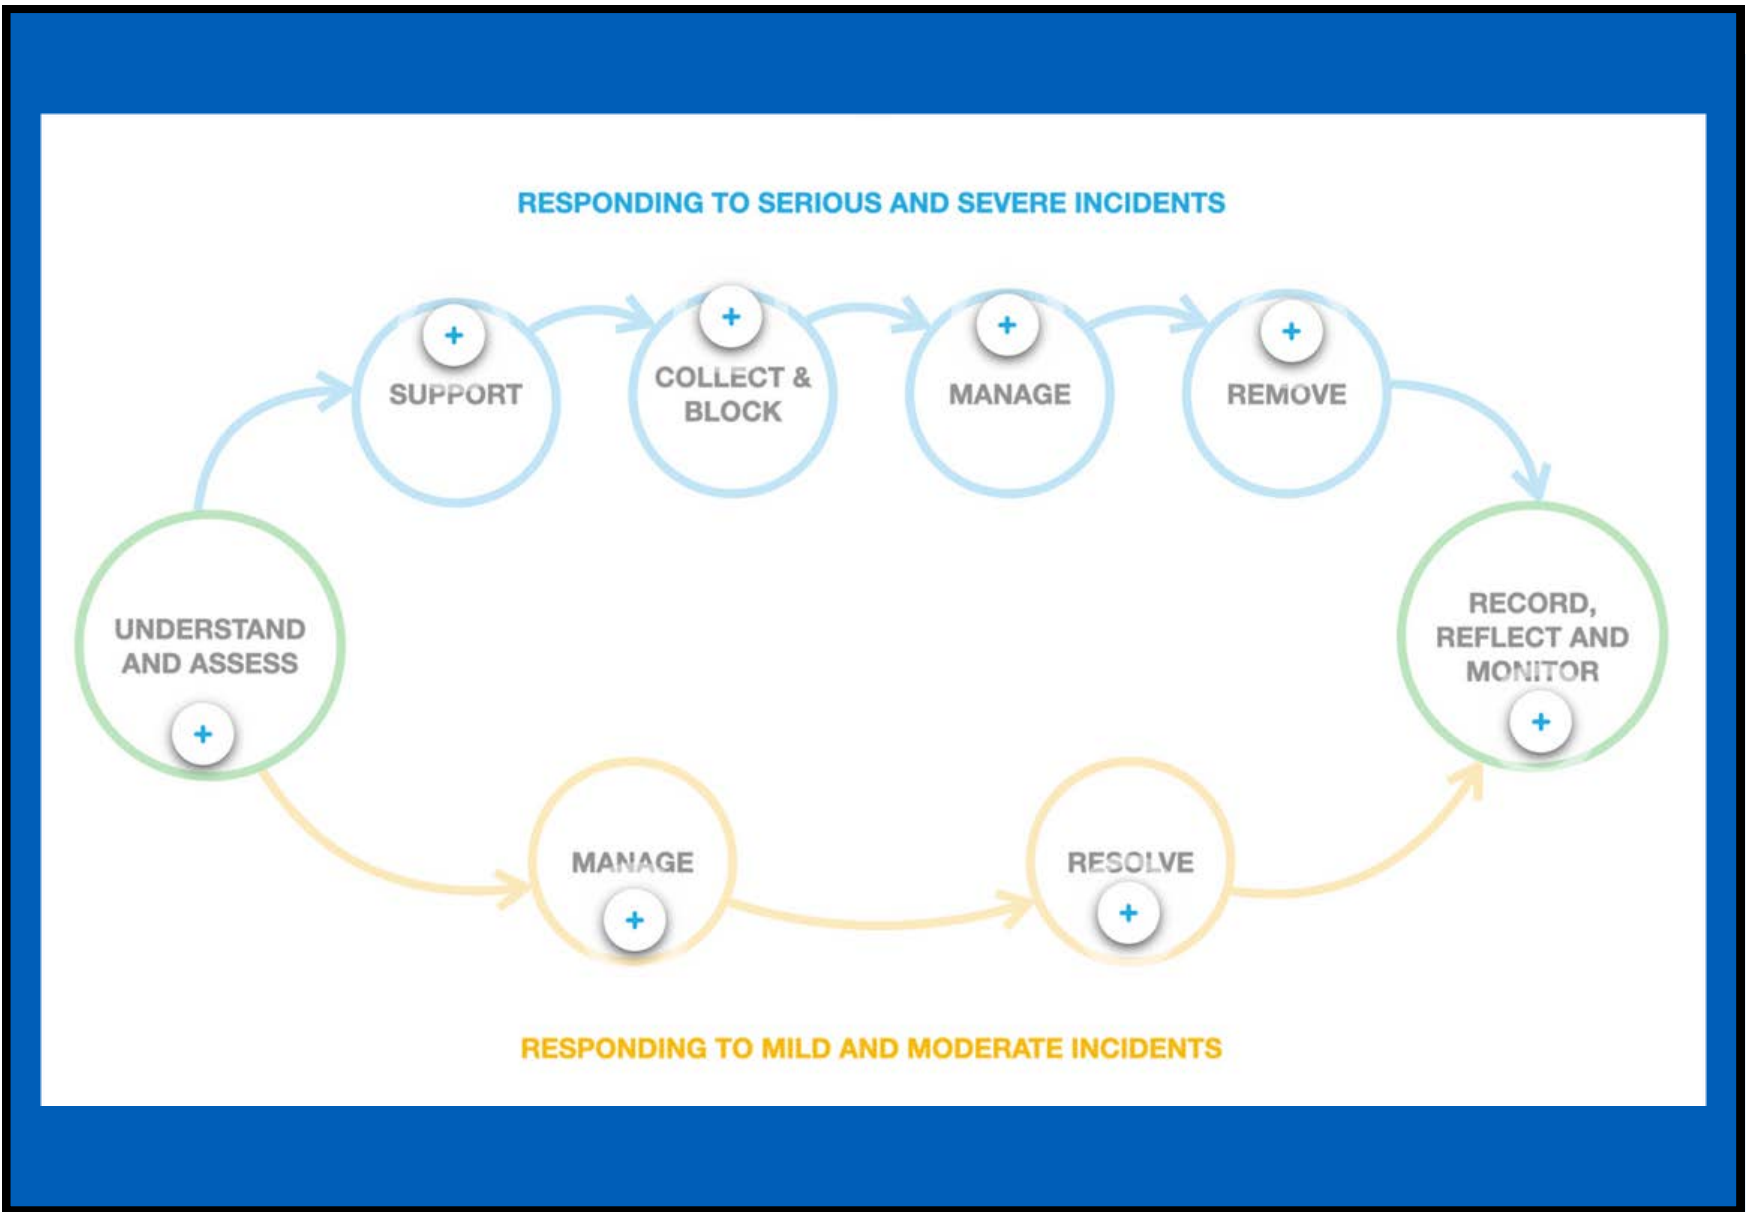 RESPONDING TO SERIOUS AND SEVERE INCIDENTS
SUPPORT
COLLECT &
BLOCK
MANAGE
REMOVE
UNDERSTAND
AND ASSESS
RECORD,
REFLECT AND
MONITOR
MANAGE
RESOLVE
RESPONDING TO MILD AND MODERATE INCIDENTS